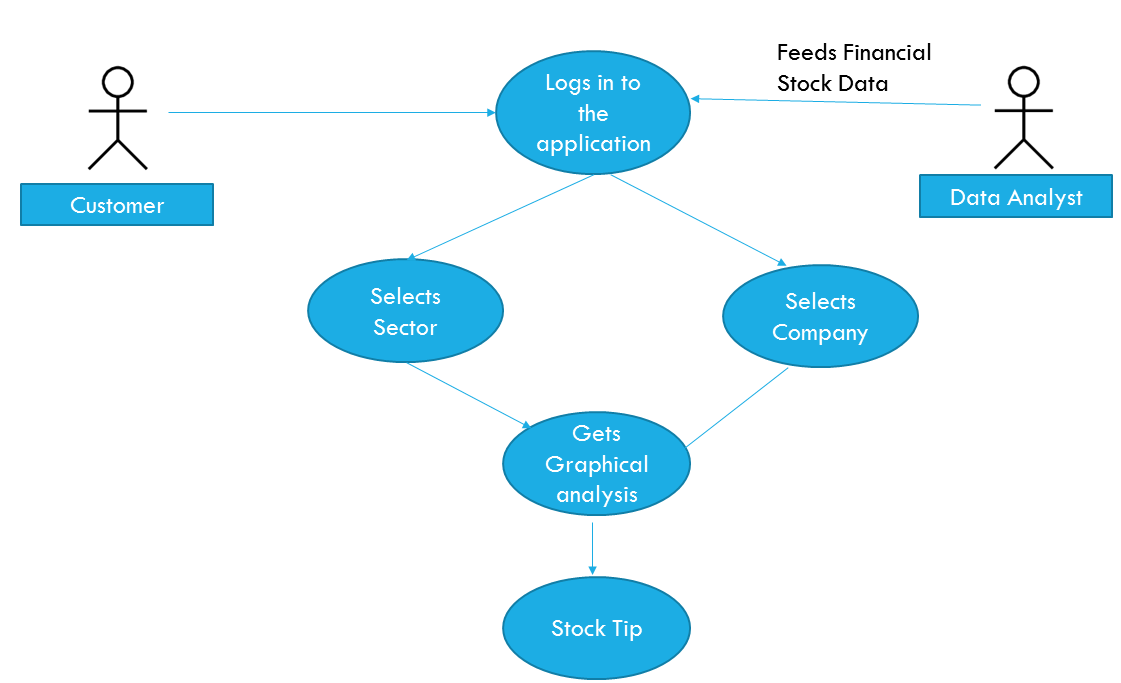 Feeds Financial
Stock Data
Logs in to
the
application
Customer
Data Analyst
Selects
Sector
Selects
Company
Gets
Graphical
analysis
Stock Tip